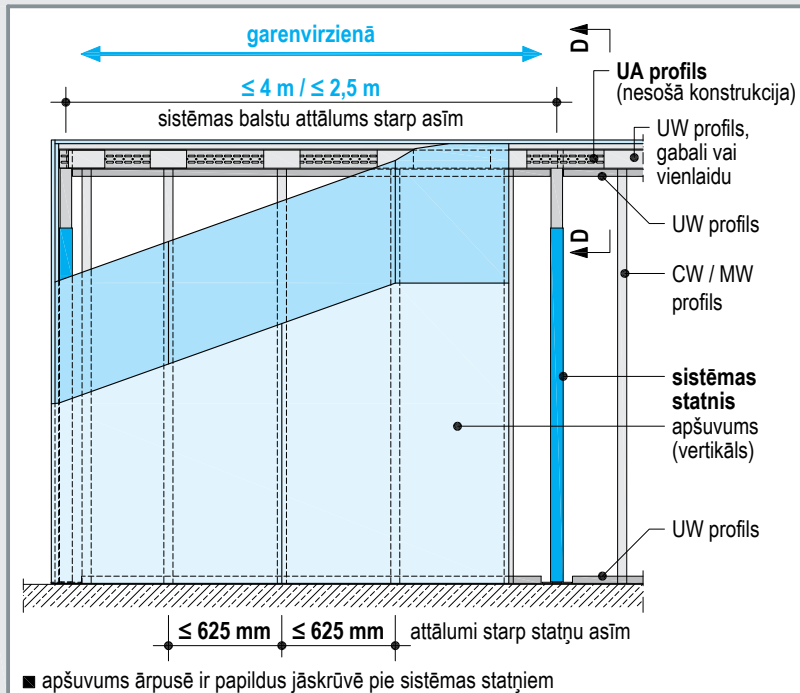 garenvirzienā
≤ 4 m / ≤ 2,5 m
sistēmas balstu attālums starp asīm
D
UA profils
(nesošā konstrukcija)
UW profils,
gabali vai
vienlaidu
UW profils
D
CW / MW
profils
sistēmas
statnis
apšuvums
(vertikāls)
UW profils
≤ 625 mm ≤ 625 mm attālumi starp statņu asīm
■ apšuvums ārpusē ir papildus jāskrūvē pie sistēmas statņiem